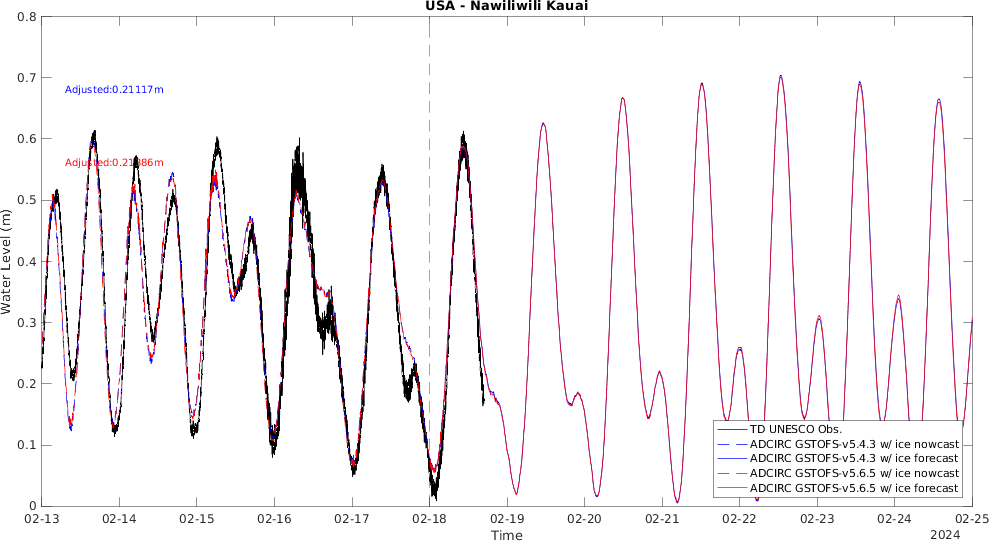 USA - Nawiliwili Kauai
0.8
0.7
0.6
0.5
0.4
0.3
0.2
0.1
0
Water Level (m)
Adjusted:0.21117m
Adjusted:0.21386m
TD UNESCO Obs.
ADCIRC GSTOFS-v5.4.3 w/ ice nowcast
ADCIRC GSTOFS-v5.4.3 w/ ice forecast
ADCIRC GSTOFS-v5.6.5 w/ ice nowcast
ADCIRC GSTOFS-v5.6.5 w/ ice forecast
02-13 02-14 02-15 02-16 02-17 02-18 02-19 02-20 02-21 02-22 02-23 02-24 02-25
Time
2024